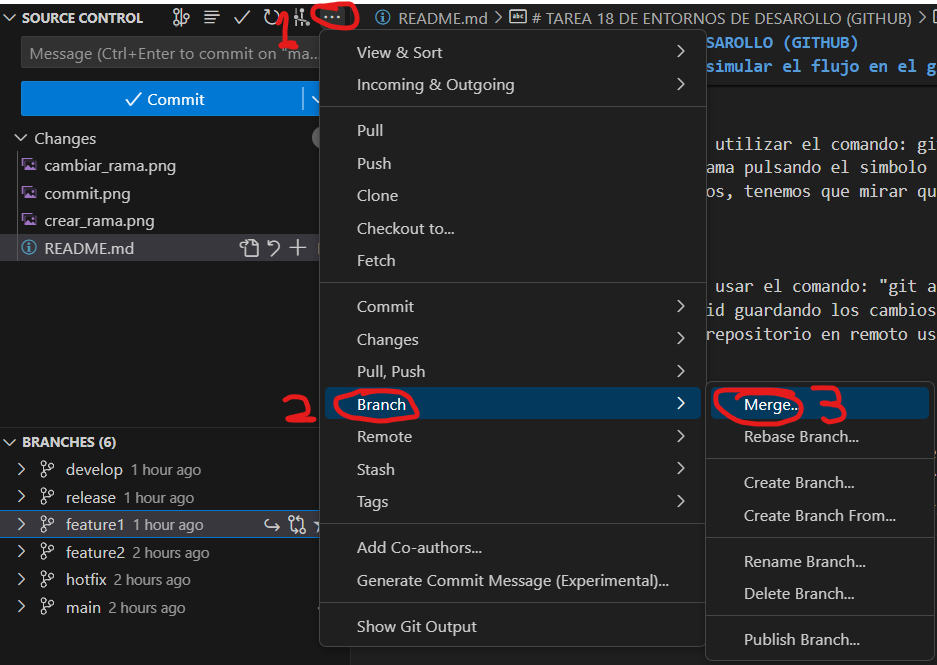 SOURCE CONTROL
1
README.md > # TAREA 18 DE ENTORNOS DE DESAROLLO (GITHUB) >
Message (Ctrl+Enter to commit on "ma...
Commit
Changes
cambiar_rama.png
commit.png
crear_rama.png
README.md
BRANCHES (6)
develop 1 hour ago
release 1 hour ago
feature1 1 hour ago
feature2 2 hours ago
hotfix 2 hours ago
main 2 hours ago
View & Sort
Incoming & Outgoing
Pull
Push
Clone
Checkout to...
Fetch
Commit
Changes
Pull, Push
2
Branch
Remote
Stash
Tags
Add Co-authors...
Generate Commit Message (Experimental)...
Show Git Output
SAROLLO (GITHUB)
simular el flujo en el g
utilizar el comando: gi
ama pulsando el simbolo
os, tenemos que mirar qu
usar el comando: "git a
id guardando los cambios
repositorio en remoto us
Merge... 3
Rebase Branch...
Create Branch...
Create Branch From...
Rename Branch...
Delete Branch...
Publish Branch...